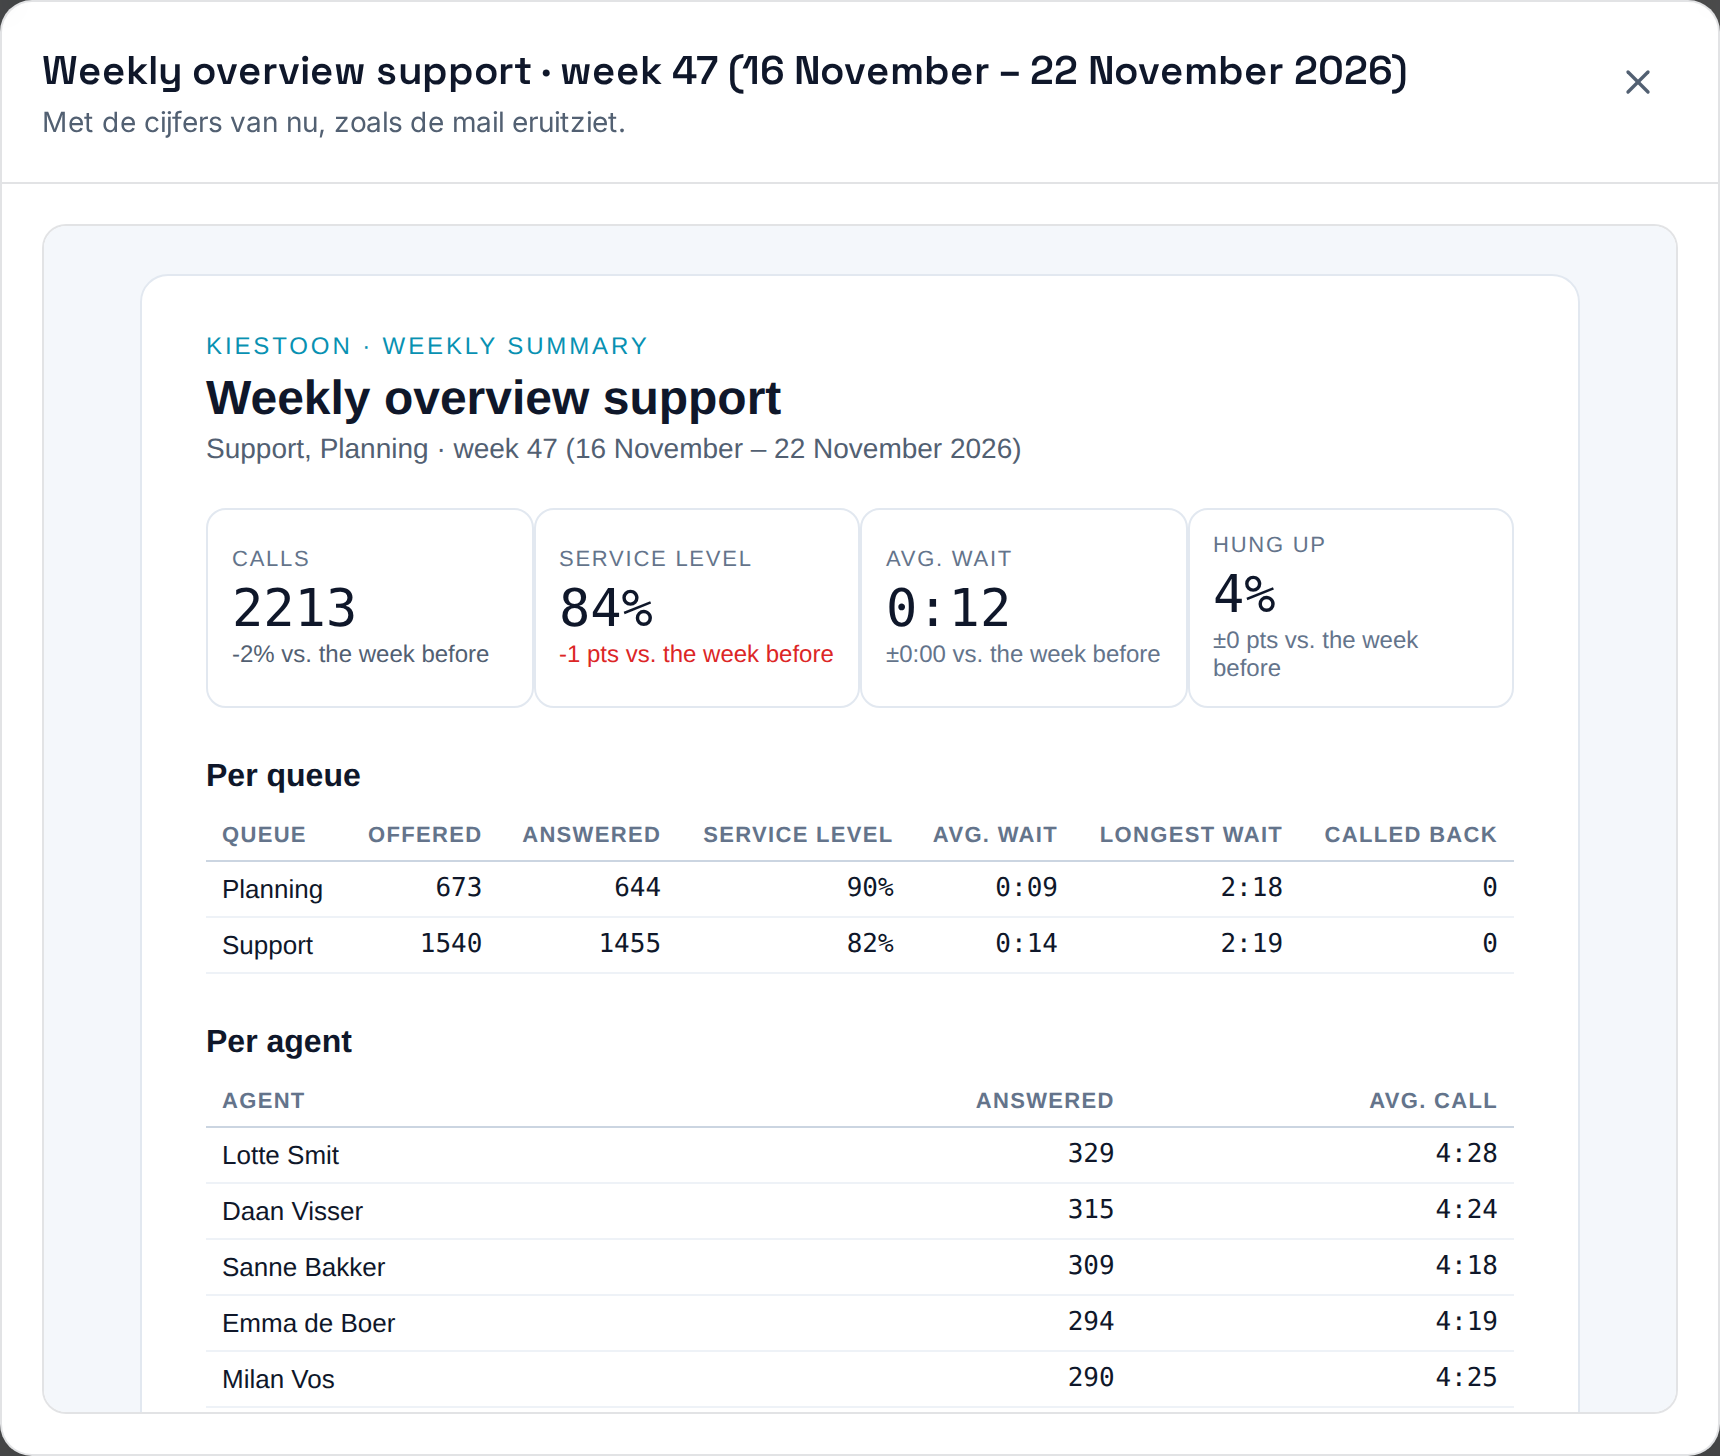 Weekly overview support · week 47 (16 November – 22 November 2026)
Met de cijfers van nu, zoals de mail eruitziet.
KIESTOON · WEEKLY SUMMARY
Weekly overview support
Support, Planning · week 47 (16 November – 22 November 2026)
CALLS
2213
-2% vs. the week before
SERVICE LEVEL
84%
-1 pts vs. the week before
AVG. WAIT
0:12
±0:00 vs. the week before
HUNG UP
4%
±0 pts vs. the week
before
Per queue
QUEUE OFFERED ANSWERED SERVICE LEVEL AVG. WAIT LONGEST WAIT CALLED BACK
Planning 673 644 90% 0:09 2:18 0
Support 1540 1455 82% 0:14 2:19 0
Per agent
AGENT ANSWERED AVG. CALL
Lotte Smit 329 4:28
Daan Visser 315 4:24
Sanne Bakker 309 4:18
Emma de Boer 294 4:19
Milan Vos 290 4:25